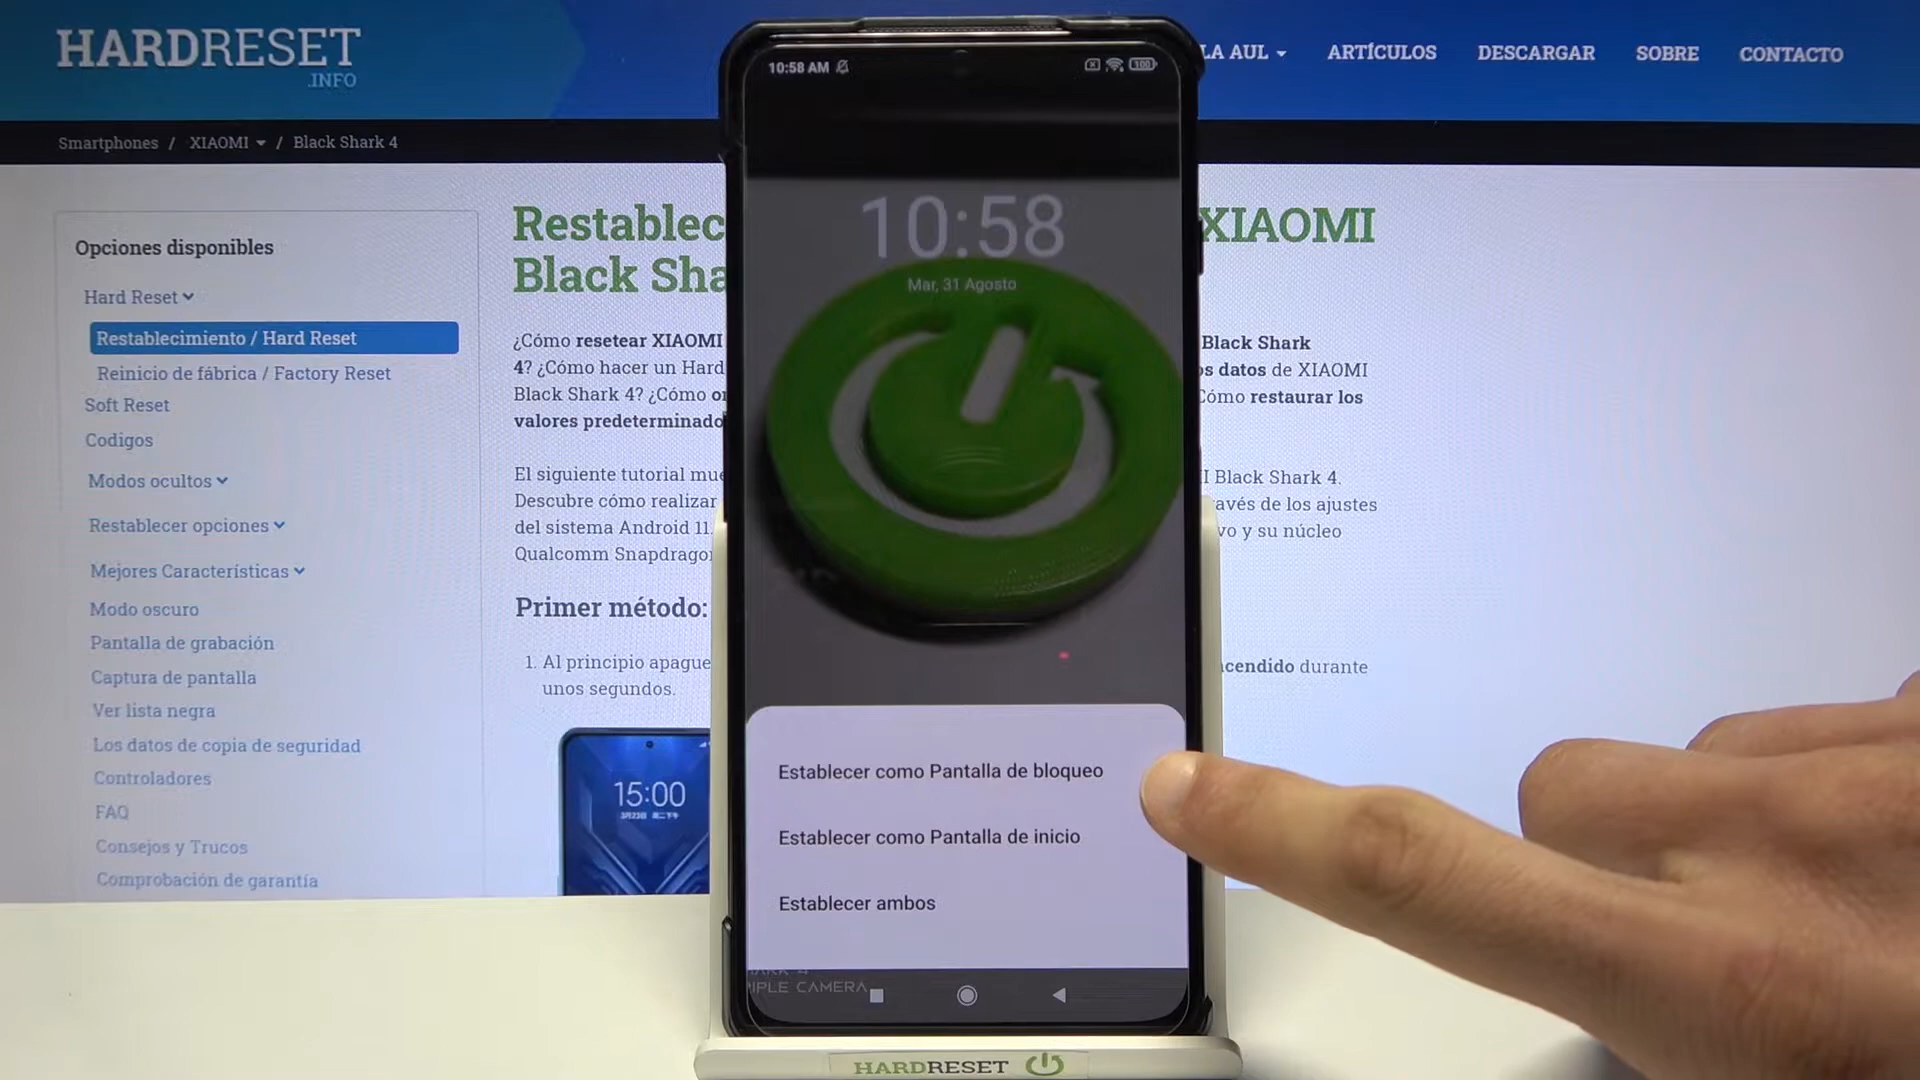 HARDRESET
.INFO
LA AUL
ARTÍCULOS
DESCARGAR
SOBRE
CONTACTO
Smartphones / XIAOMI / Black Shark 4
Opciones disponibles
Hard Reset
Restablecimiento / Hard Reset
Reinicio de fábrica / Factory Reset
Soft Reset
Codigos
Modos ocultos
Restablecer opciones
Mejores Características
Modo oscuro
Pantalla de grabación
Captura de pantalla
Ver lista negra
Los datos de copia de seguridad
Controladores
FAQ
Consejos y Trucos
Comprobación de garantía
Restablec
XIAOMI
Black Sha
¿Cómo resetear XIAOMI
Black Shark
4? ¿Cómo hacer un Hard
os datos de XIAOMI
Black Shark 4? ¿Cómo
Cómo restaurar los
valores predeterminado
El siguiente tutorial mue
Black Shark 4.
Descubre cómo realizar
avés de los ajustes
del sistema Android 11.
vo y su núcleo
Qualcomm Snapdragon
Primer método:
1. Al principio apague
cendido durante
unos segundos.
15:00
10:58 AM
100
10:58
Mar, 31 Agosto
Establecer como Pantalla de bloqueo
Establecer como Pantalla de inicio
Establecer ambos
IPLE CAMERA
HARDRESET